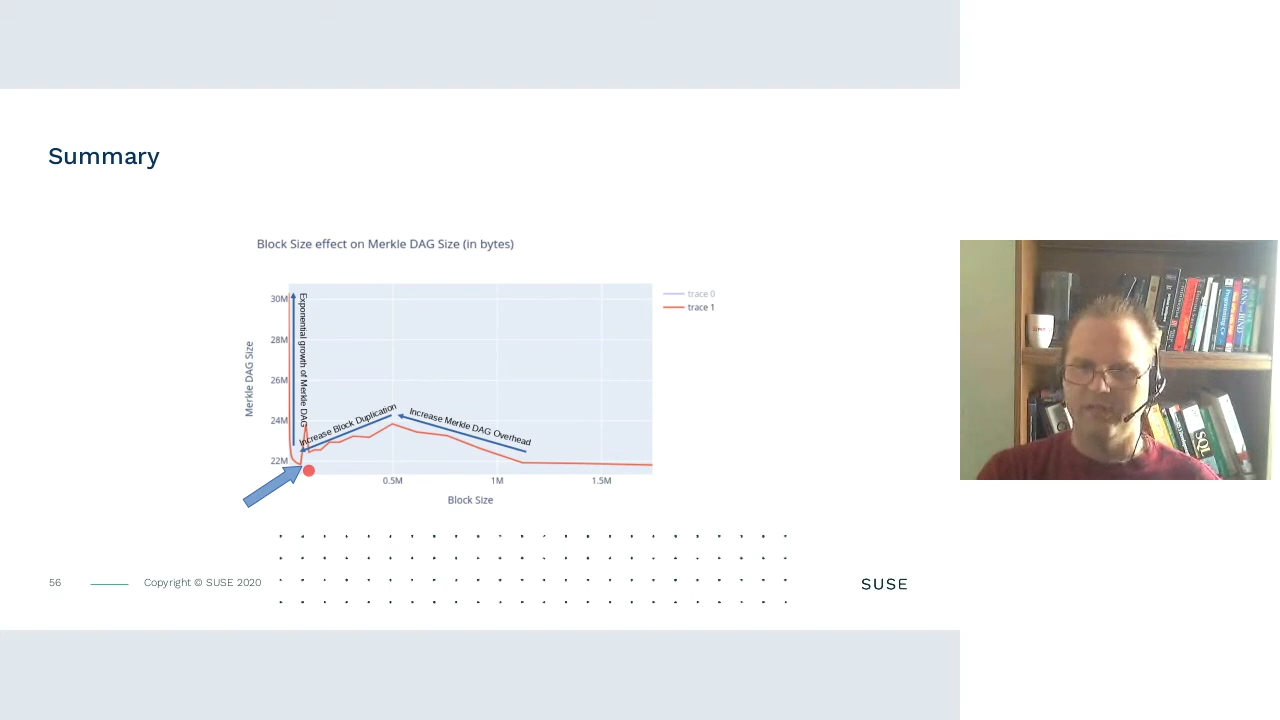 Summary
Block Size effect on Merkle DAG Size (in bytes)
30M
28M
26M
24M
22M
Merkle DAG Size
Exponential growth of Merkle DAG
Increase Block Duplication
Increase Merkle DAG Overhead
0.5M
1M
1.5M
Block Size
trace 0
trace 1
56
Copyright © SUSE 2020
SUSE
SQL